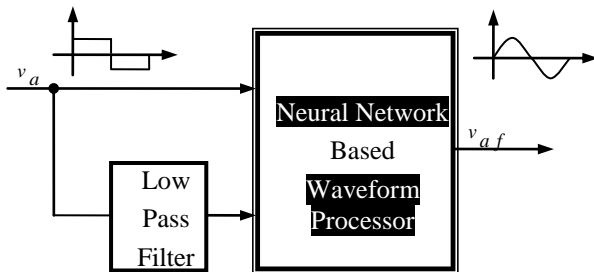 v a
Neural Network
Based
Waveform
Processor
v a f
Low
Pass
Filter